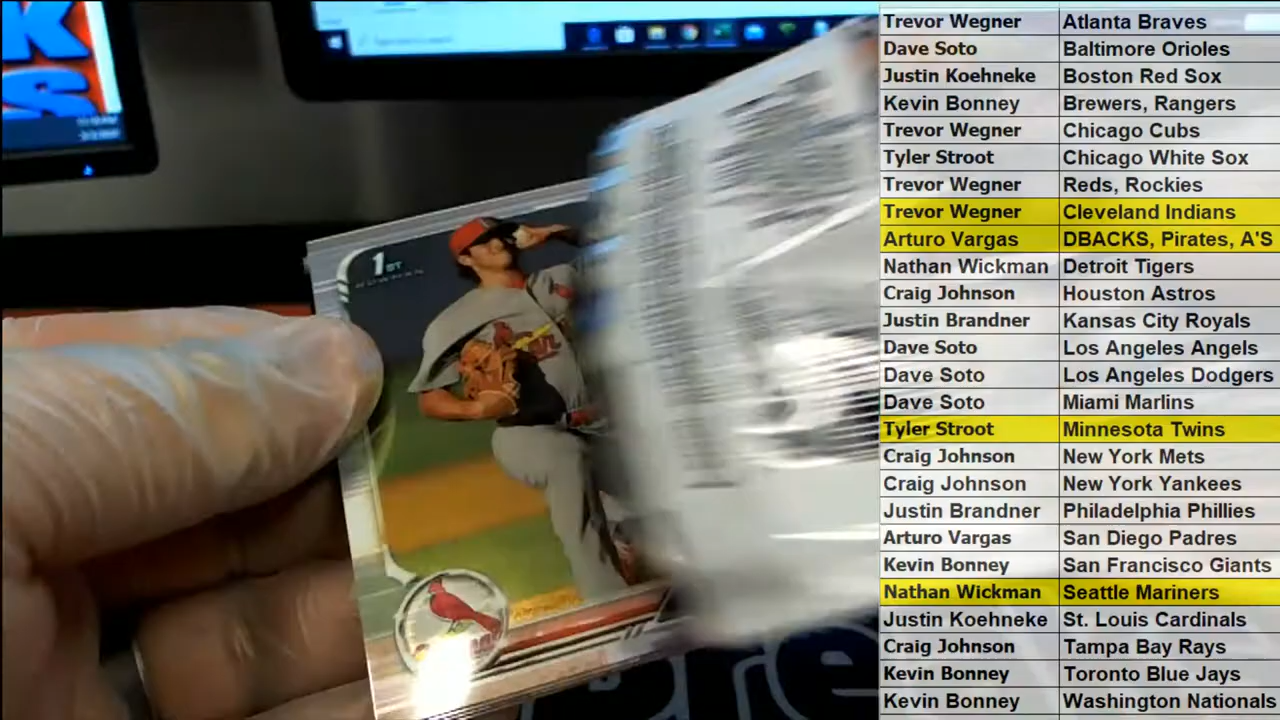 Trevor Wegner Atlanta Braves
Dave Soto Baltimore Orioles
Justin Koehneke Boston Red Sox
Kevin Bonney Brewers, Rangers
Trevor Wegner Chicago Cubs
Tyler Stroot Chicago White Sox
Trevor Wegner Reds, Rockies
Trevor Wegner Cleveland Indians
Arturo Vargas DBACKS, Pirates, A'S
Nathan Wickman Detroit Tigers
Craig Johnson Houston Astros
Justin Brandner Kansas City Royals
Dave Soto Los Angeles Angels
Dave Soto Los Angeles Dodgers
Dave Soto Miami Marlins
Tyler Stroot Minnesota Twins
Craig Johnson New York Mets
Craig Johnson New York Yankees
Justin Brandner Philadelphia Phillies
Arturo Vargas San Diego Padres
Kevin Bonney San Francisco Giants
Nathan Wickman Seattle Mariners
Justin Koehneke St. Louis Cardinals
Craig Johnson Tampa Bay Rays
Kevin Bonney Toronto Blue Jays
Kevin Bonney Washington Nationals
1ST